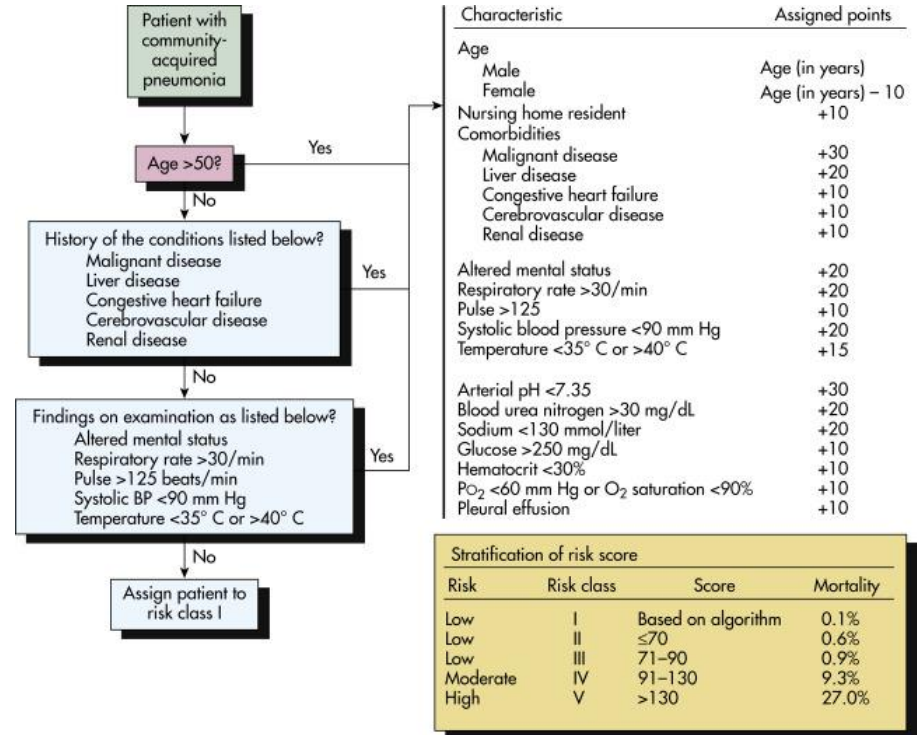 Patient with
community-
acquired
pneumonia
Age >50?
Yes
No
History of the conditions listed below?
Malignant disease
Liver disease
Congestive heart failure
Cerebrovascular disease
Renal disease
Yes
No
Findings on examination as listed below?
Altered mental status
Respiratory rate >30/min
Pulse >125 beats/min
Systolic BP <90 mm Hg
Temperature <35° C or >40° C
Yes
No
Assign patient to
risk class I
Characteristic Assigned points
Age
Male Age (in years)
Female Age (in years) – 10
Nursing home resident +10
Comorbidities
Malignant disease +30
Liver disease +20
Congestive heart failure +10
Cerebrovascular disease +10
Renal disease +10
Altered mental status +20
Respiratory rate >30/min +20
Pulse >125 +10
Systolic blood pressure <90 mm Hg +20
Temperature <35° C or >40° C +15
Arterial pH <7.35 +30
Blood urea nitrogen >30 mg/dL +20
Sodium <130 mmol/liter +20
Glucose >250 mg/dL +10
Hematocrit <30% +10
PO₂ <60 mm Hg or O₂ saturation <90% +10
Pleural effusion +10
Stratification of risk score
Risk Risk class Score Mortality
Low I Based on algorithm 0.1%
Low II ≤70 0.6%
Low III 71–90 0.9%
Moderate IV 91–130 9.3%
High V >130 27.0%